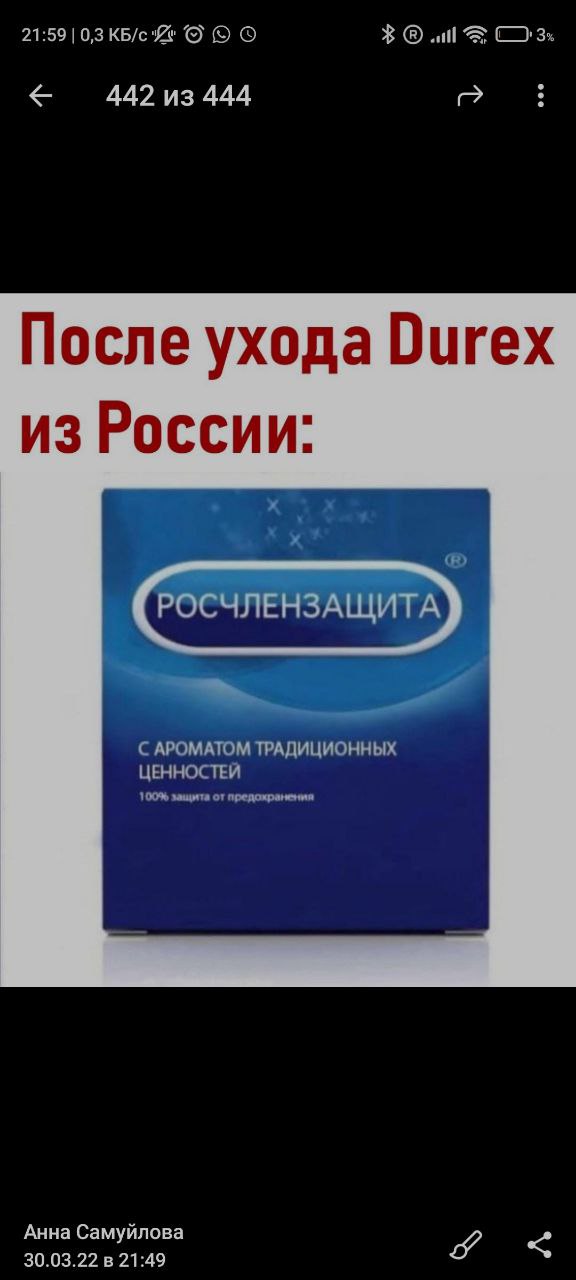 21:59 | 0,3 КБ/с
3%
442 из 444
После ухода Durex
из России:
®
РОСЧЛЕНЗАЩИТА
С АРОМАТОМ ТРАДИЦИОННЫХ
ЦЕННОСТЕЙ
100% защита от предохранения
Анна Самуйлова
30.03.22 в 21:49